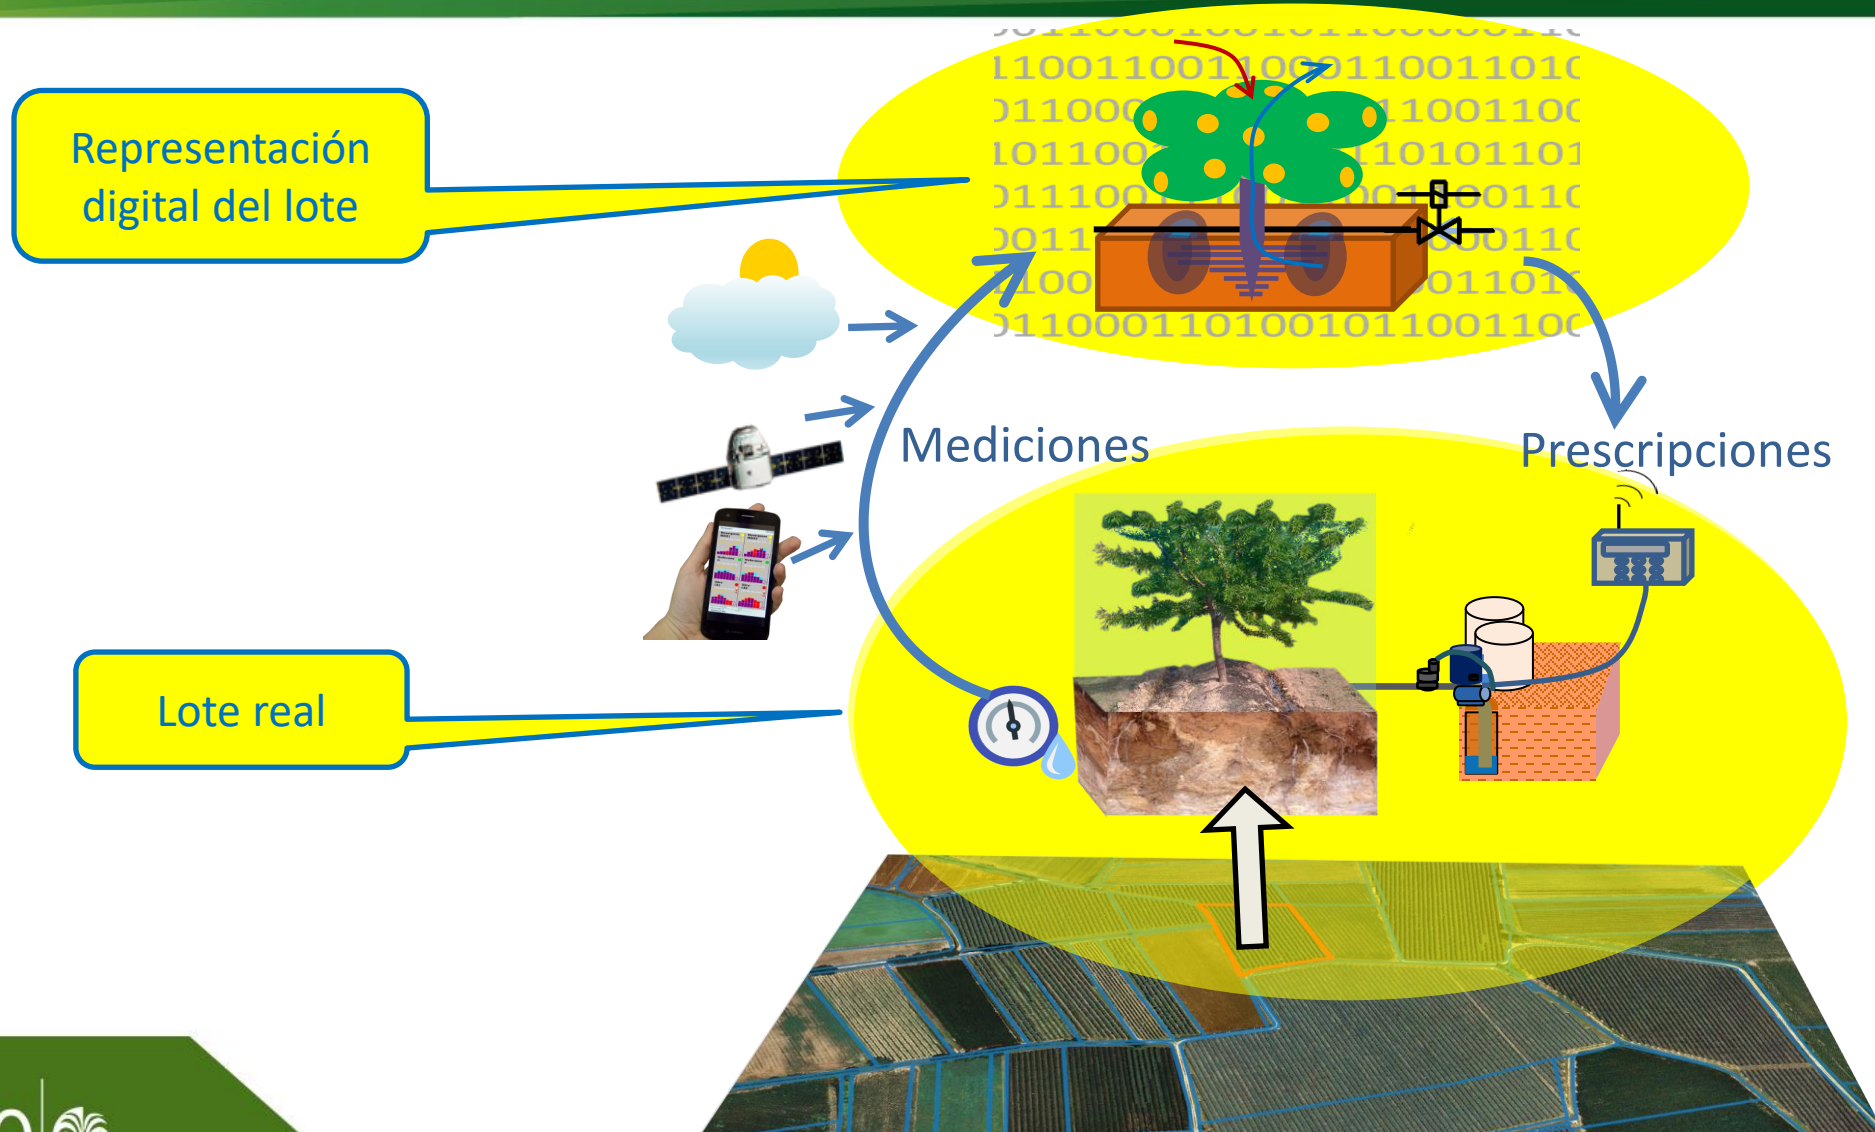 Representación
digital del lote
Mediciones
Prescripciones
Lote real